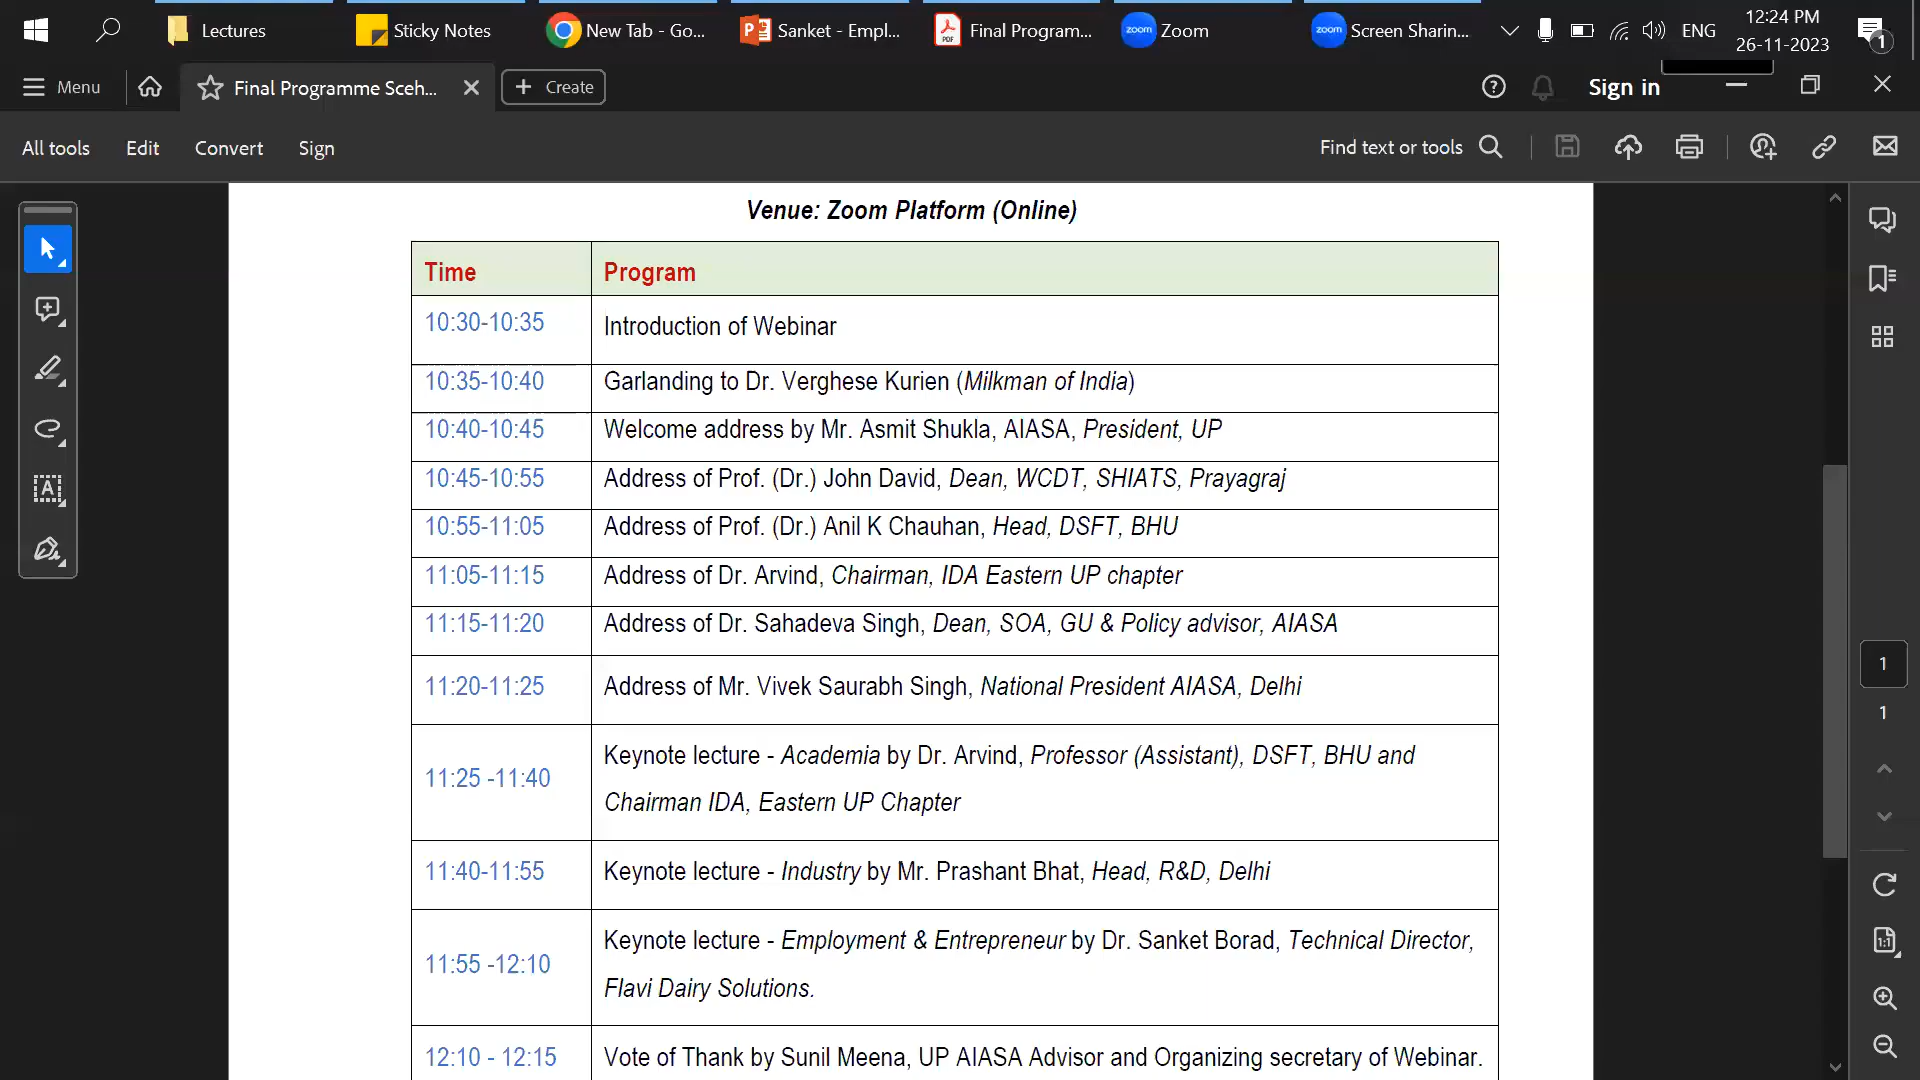 Lectures
Sticky Notes
New Tab - Go...
Sanket - Empl...
Final Program...
zoom Zoom
zoom Screen Sharin...
ENG
12:24 PM
26-11-2023
1
Menu
Final Programme Sceh...
Create
Sign in
All tools
Edit
Convert
Sign
Find text or tools
Venue: Zoom Platform (Online)
Time Program
10:30-10:35 Introduction of Webinar
10:35-10:40 Garlanding to Dr. Verghese Kurien (Milkman of India)
10:40-10:45 Welcome address by Mr. Asmit Shukla, AIASA, President, UP
10:45-10:55 Address of Prof. (Dr.) John David, Dean, WCDT, SHIATS, Prayagraj
10:55-11:05 Address of Prof. (Dr.) Anil K Chauhan, Head, DSFT, BHU
11:05-11:15 Address of Dr. Arvind, Chairman, IDA Eastern UP chapter
11:15-11:20 Address of Dr. Sahadeva Singh, Dean, SOA, GU & Policy advisor, AIASA
11:20-11:25 Address of Mr. Vivek Saurabh Singh, National President AIASA, Delhi
11:25 -11:40 Keynote lecture - Academia by Dr. Arvind, Professor (Assistant), DSFT, BHU and
Chairman IDA, Eastern UP Chapter
11:40-11:55 Keynote lecture - Industry by Mr. Prashant Bhat, Head, R&D, Delhi
11:55 -12:10 Keynote lecture - Employment & Entrepreneur by Dr. Sanket Borad, Technical Director,
Flavi Dairy Solutions.
12:10 - 12:15 Vote of Thank by Sunil Meena, UP AIASA Advisor and Organizing secretary of Webinar.
1
1